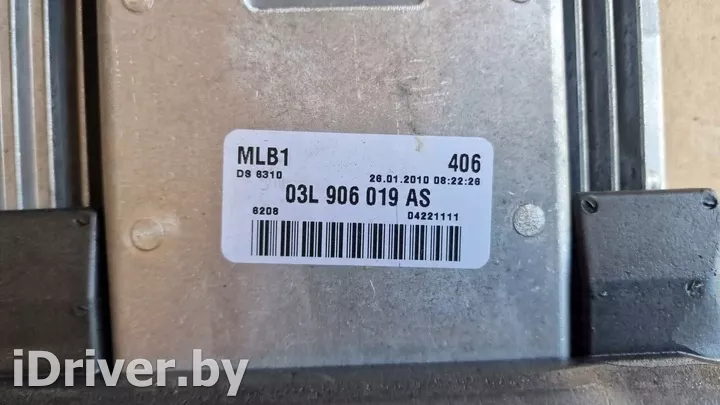 MLB1 406
DS 6310 26.01.2010 08:22:26
03L 906 019 AS
6208 04221111
iDriver.by